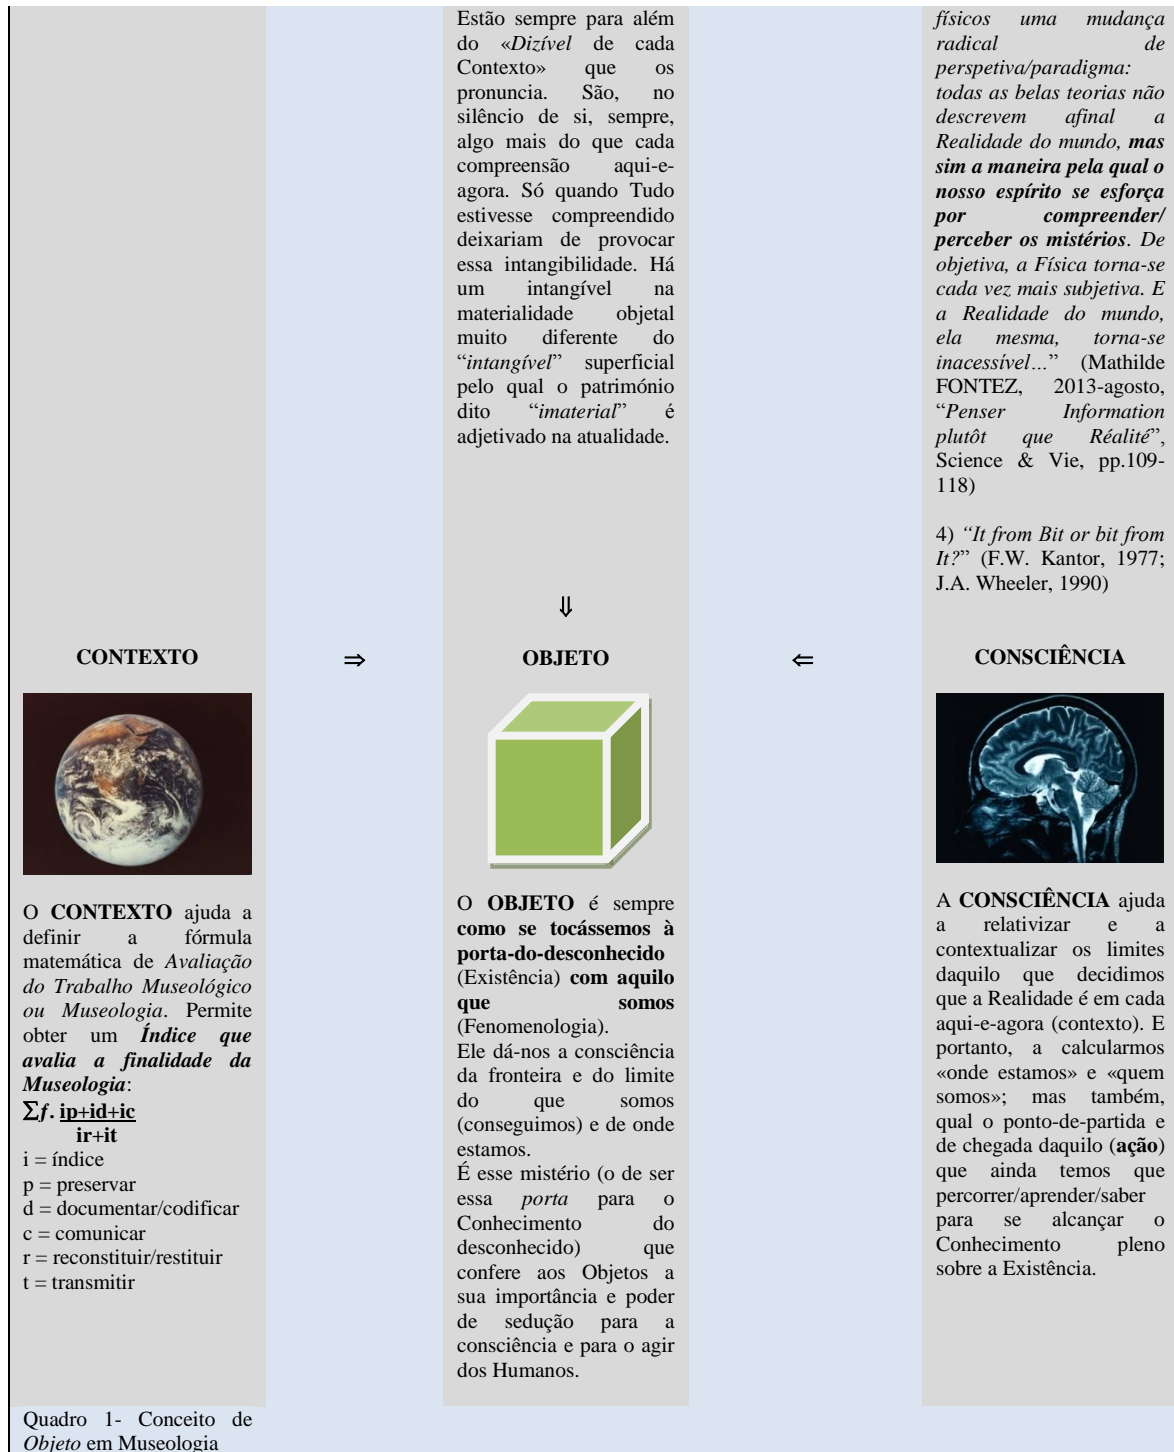 Estão sempre para além
do «Dizível de cada
Contexto» que os
pronuncia. São, no
silêncio de si, sempre,
algo mais do que cada
compreensão aqui-e-
agora. Só quando Tudo
estivesse compreendido
deixariam de provocar
essa intangibilidade. Há
um intangível na
materialidade objetal
muito diferente do
“intangível” superficial
pelo qual o património
dito “imaterial” é
adjetivado na atualidade.
físicos uma mudança
radical de
perspetiva/paradigma:
todas as belas teorias não
descrevem afinal a
Realidade do mundo, mas
sim a maneira pela qual o
nosso espírito se esforça
por compreender/
perceber os mistérios. De
objetiva, a Física torna-se
cada vez mais subjetiva. E
a Realidade do mundo,
ela mesma, torna-se
inacessível…” (Mathilde
FONTEZ, 2013-agosto,
“Penser Information
plutôt que Réalité”,
Science & Vie, pp.109-
118)
4) “It from Bit or bit from
It?” (F.W. Kantor, 1977;
J.A. Wheeler, 1990)
⇓
CONTEXTO ⇒ OBJETO ⇐ CONSCIÊNCIA
O CONTEXTO ajuda a
definir a fórmula
matemática de Avaliação
do Trabalho Museológico
ou Museologia. Permite
obter um Índice que
avalia a finalidade da
Museologia:
∑f. ip+id+ic
ir+it
i = índice
p = preservar
d = documentar/codificar
c = comunicar
r = reconstituir/restituir
t = transmitir
O OBJETO é sempre
como se tocássemos à
porta-do-desconhecido
(Existência) com aquilo
que somos
(Fenomenologia).
Ele dá-nos a consciência
da fronteira e do limite
do que somos
(conseguimos) e de onde
estamos.
É esse mistério (o de ser
essa porta para o
Conhecimento do
desconhecido) que
confere aos Objetos a
sua importância e poder
de sedução para a
consciência e para o agir
dos Humanos.
A CONSCIÊNCIA ajuda
a relativizar e a
contextualizar os limites
daquilo que decidimos
que a Realidade é em cada
aqui-e-agora (contexto). E
portanto, a calcularmos
«onde estamos» e «quem
somos»; mas também,
qual o ponto-de-partida e
de chegada daquilo (ação)
que ainda temos que
percorrer/aprender/saber
para se alcançar o
Conhecimento pleno
sobre a Existência.
Quadro 1- Conceito de
Objeto em Museologia